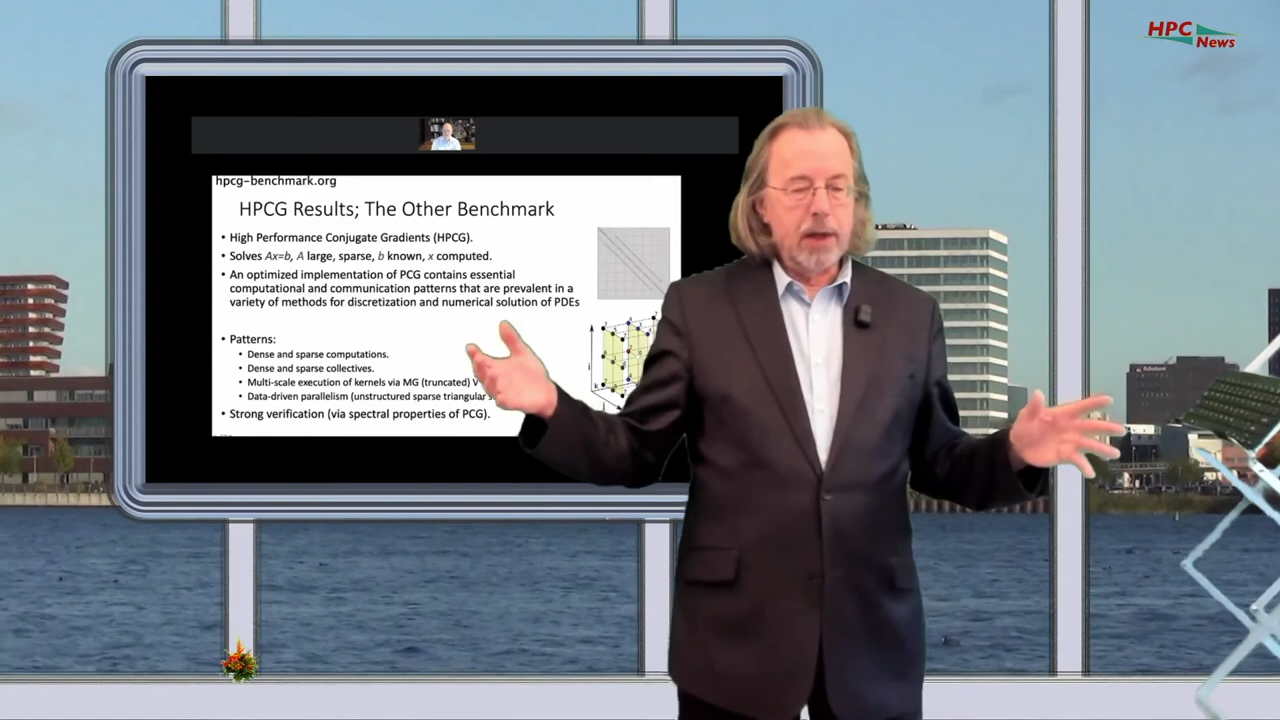 HPC
News
hpcg-benchmark.org
HPCG Results; The Other Benchmark
• High Performance Conjugate Gradients (HPCG).
• Solves Ax=b, A large, sparse, b known, x computed.
• An optimized implementation of PCG contains essential
computational and communication patterns that are prevalent in a
variety of methods for discretization and numerical solution of PDEs
• Patterns:
• Dense and sparse computations.
• Dense and sparse collectives.
• Multi-scale execution of kernels via MG (truncated) V
• Data-driven parallelism (unstructured sparse triangular
• Strong verification (via spectral properties of PCG).